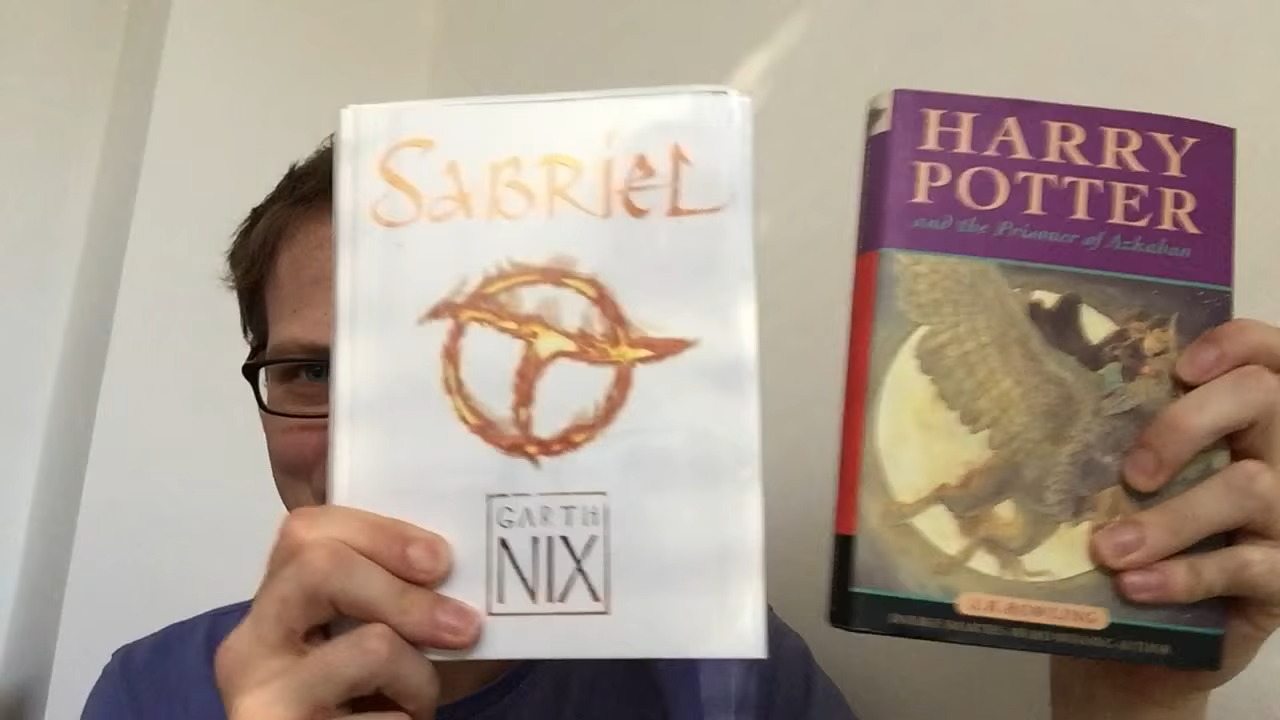 SABRIEL
GARTH
NIX
HARRY
POTTER
and the Prisoner of Azkaban
J.K. ROWLING